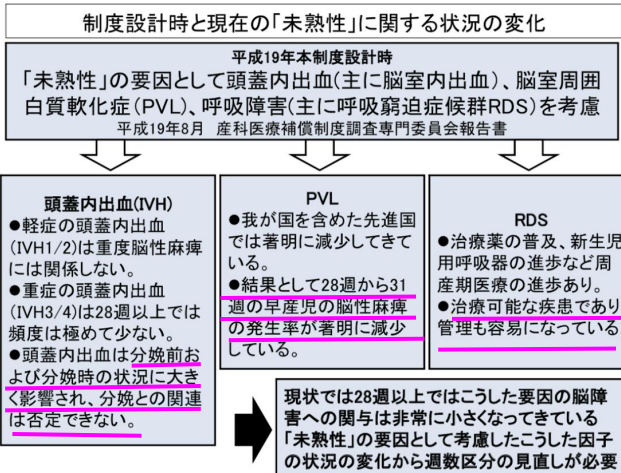 制度設計時と現在の「未熟性」に関する状況の変化
平成19年本制度設計時
「未熟性」の要因として頭蓋内出血(主に脳室内出血)、脳室周囲
白質軟化症(PVL)、呼吸障害(主に呼吸窮迫症候群RDS)を考慮
平成19年8月 産科医療補償制度調査専門委員会報告書
頭蓋内出血(IVH)
●軽症の頭蓋内出血
(IVH1/2)は重度脳性麻痺
には関係しない。
●重症の頭蓋内出血
(IVH3/4)は28週以上では
頻度は極めて少ない。
●頭蓋内出血は分娩前お
よび分娩時の状況に大き
く影響され、分娩との関連
は否定できない。
PVL
●我が国を含めた先進国
では著明に減少してきて
いる。
●結果として28週から31
週の早産児の脳性麻痺
の発生率が著明に減少
している。
RDS
●治療薬の普及、新生児
用呼吸器の進歩など周
産期医療の進歩あり。
●治療可能な疾患であり
管理も容易になっている
現状では28週以上ではこうした要因の脳障
害への関与は非常に小さくなってきている
「未熟性」の要因として考慮したこうした因子
の状況の変化から週数区分の見直しが必要